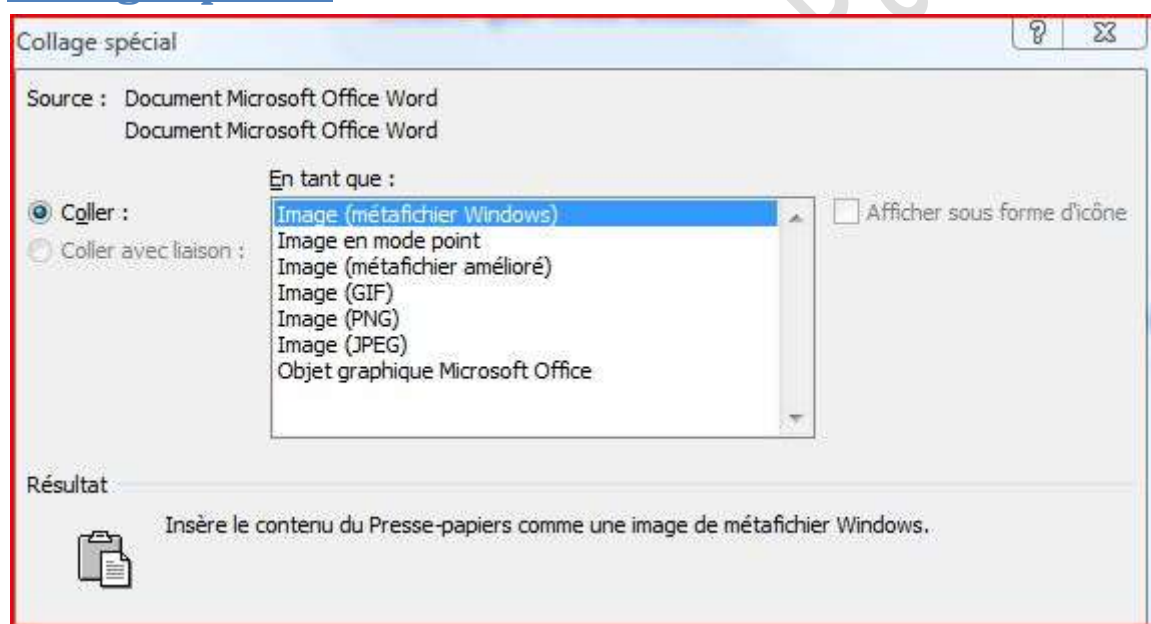 Collage spécial
Source : Document Microsoft Office Word
Document Microsoft Office Word
En tant que :
Coller :
Coller avec liaison :
Image (métafichier Windows)
Image en mode point
Image (métafichier amélioré)
Image (GIF)
Image (PNG)
Image (JPEG)
Objet graphique Microsoft Office
Afficher sous forme d'icône
Résultat
Insère le contenu du Presse-papiers comme une image de métafichier Windows.